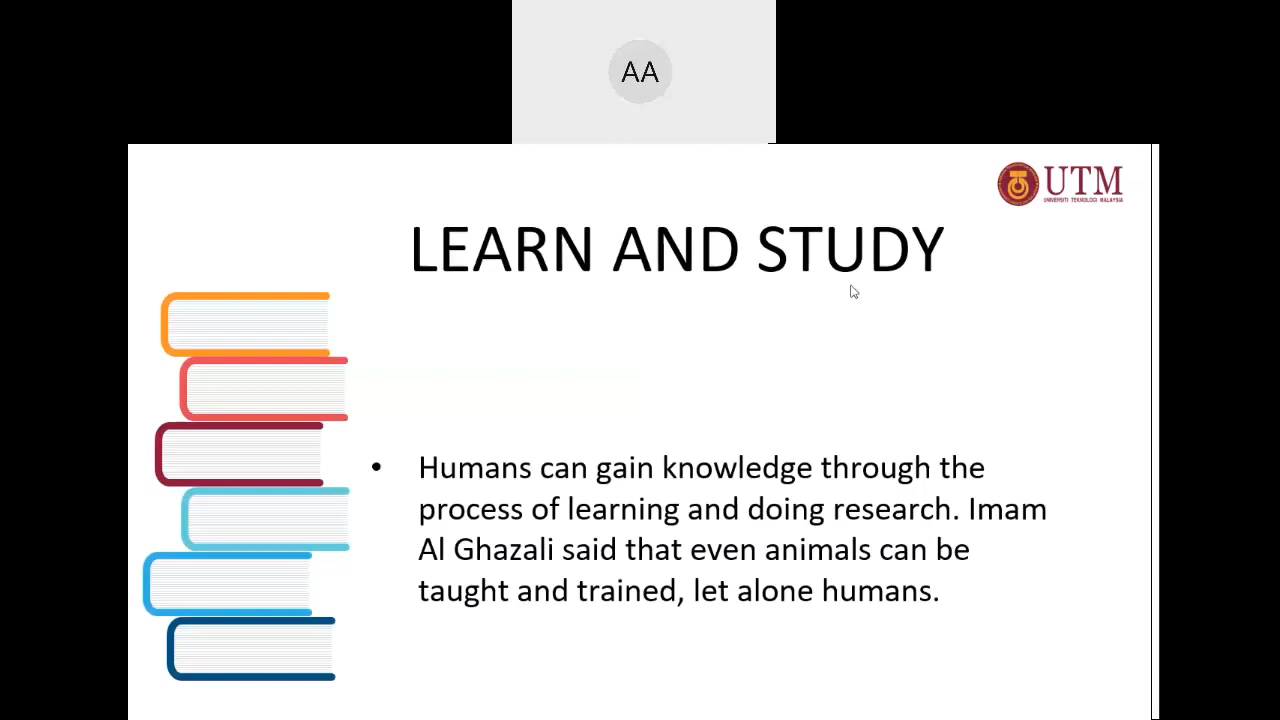 AA
UTM
UNIVERSITI TEKNOLOGI MALAYSIA
LEARN AND STUDY
• Humans can gain knowledge through the
process of learning and doing research. Imam
Al Ghazali said that even animals can be
taught and trained, let alone humans.